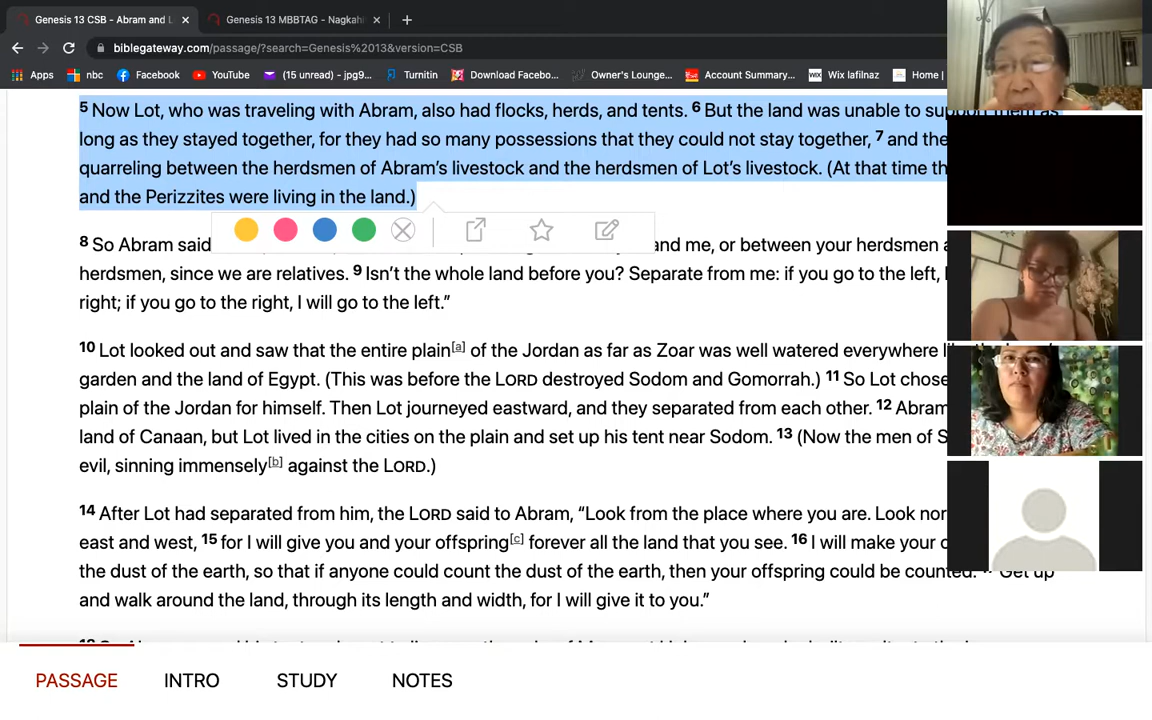 Genesis 13 CSB - Abram and L
Genesis 13 MBBTAG - Nagkahi
biblegateway.com/passage/?search=Genesis%2013&version=CSB
Apps nbc Facebook YouTube (15 unread) - jpg9... Turnitin Download Facebo... Owner's Lounge... Account Summary... WIX Wix lafilnaz Home |
5 Now Lot, who was traveling with Abram, also had flocks, herds, and tents. 6 But the land was unable to support them as
long as they stayed together, for they had so many possessions that they could not stay together, 7 and the
quarreling between the herdsmen of Abram's livestock and the herdsmen of Lot's livestock. (At that time th
and the Perizzites were living in the land.)
8 So Abram said and me, or between your herdsmen a
herdsmen, since we are relatives. 9 Isn't the whole land before you? Separate from me: if you go to the left, I
right; if you go to the right, I will go to the left."
10 Lot looked out and saw that the entire plain[a] of the Jordan as far as Zoar was well watered everywhere
garden and the land of Egypt. (This was before the LORD destroyed Sodom and Gomorrah.) 11 So Lot chose
plain of the Jordan for himself. Then Lot journeyed eastward, and they separated from each other. 12 Abram
land of Canaan, but Lot lived in the cities on the plain and set up his tent near Sodom. 13 (Now the men of S
evil, sinning immensely[b] against the LORD.)
14 After Lot had separated from him, the LORD said to Abram, "Look from the place where you are. Look nor
east and west, 15 for I will give you and your offspring[c] forever all the land that you see. 16 I will make your o
the dust of the earth, so that if anyone could count the dust of the earth, then your offspring could be counted. 17 Get up
and walk around the land, through its length and width, for I will give it to you."
PASSAGE INTRO STUDY NOTES